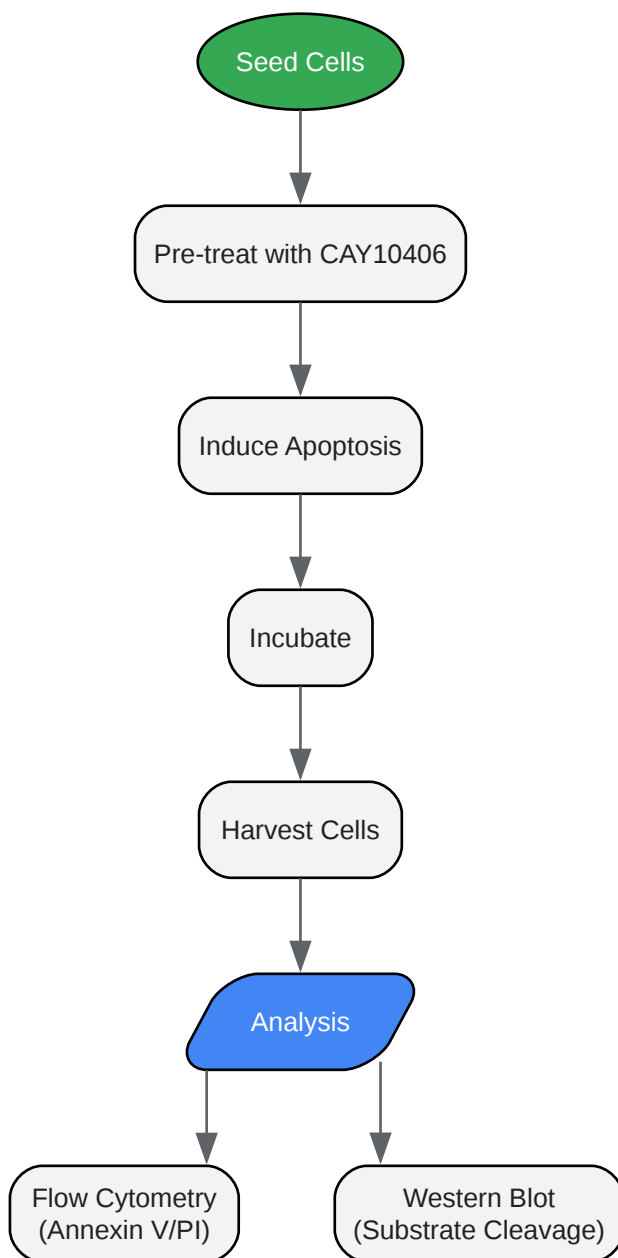 Seed Cells
Pre-treat with CAY10406
Induce Apoptosis
Incubate
Harvest Cells
Analysis
Flow Cytometry
(Annexin V/PI)
Western Blot
(Substrate Cleavage)